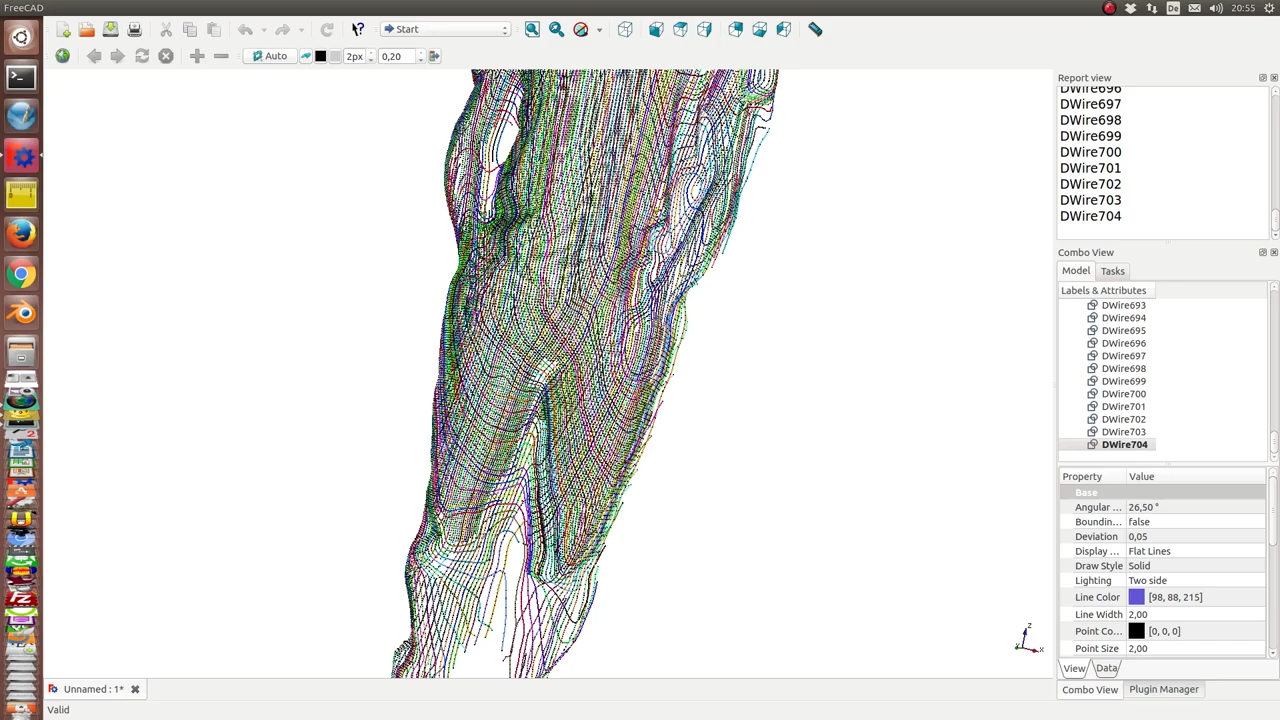 FreeCAD
De
20:55
Start
Auto
2px
0,20
Report view
DWire696
DWire697
DWire698
DWire699
DWire700
DWire701
DWire702
DWire703
DWire704
Combo View
Model
Tasks
Labels & Attributes
DWire693
DWire694
DWire695
DWire696
DWire697
DWire698
DWire699
DWire700
DWire701
DWire702
DWire703
DWire704
Property
Value
Base
Angular ...
26,50 °
Boundin...
false
Deviation
0,05
Display ...
Flat Lines
Draw Style
Solid
Lighting
Two side
Line Color
[98, 88, 215]
Line Width
2,00
Point Co...
[0, 0, 0]
Point Size
2,00
View
Data
z
y
x
Unnamed : 1*
Combo View
Plugin Manager
Valid